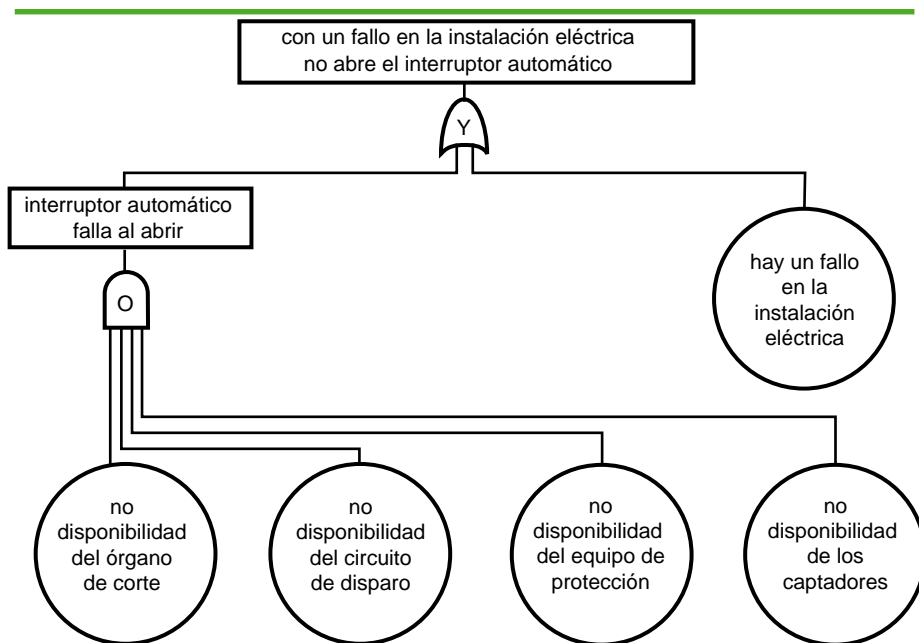 con un fallo en la instalación eléctrica
no abre el interruptor automático
Y
interruptor automático
falla al abrir
hay un fallo
en la
instalación
eléctrica
O
no
disponibilidad
del órgano
de corte
no
disponibilidad
del circuito
de disparo
no
disponibilidad
del equipo de
protección
no
disponibilidad
de los
captadores